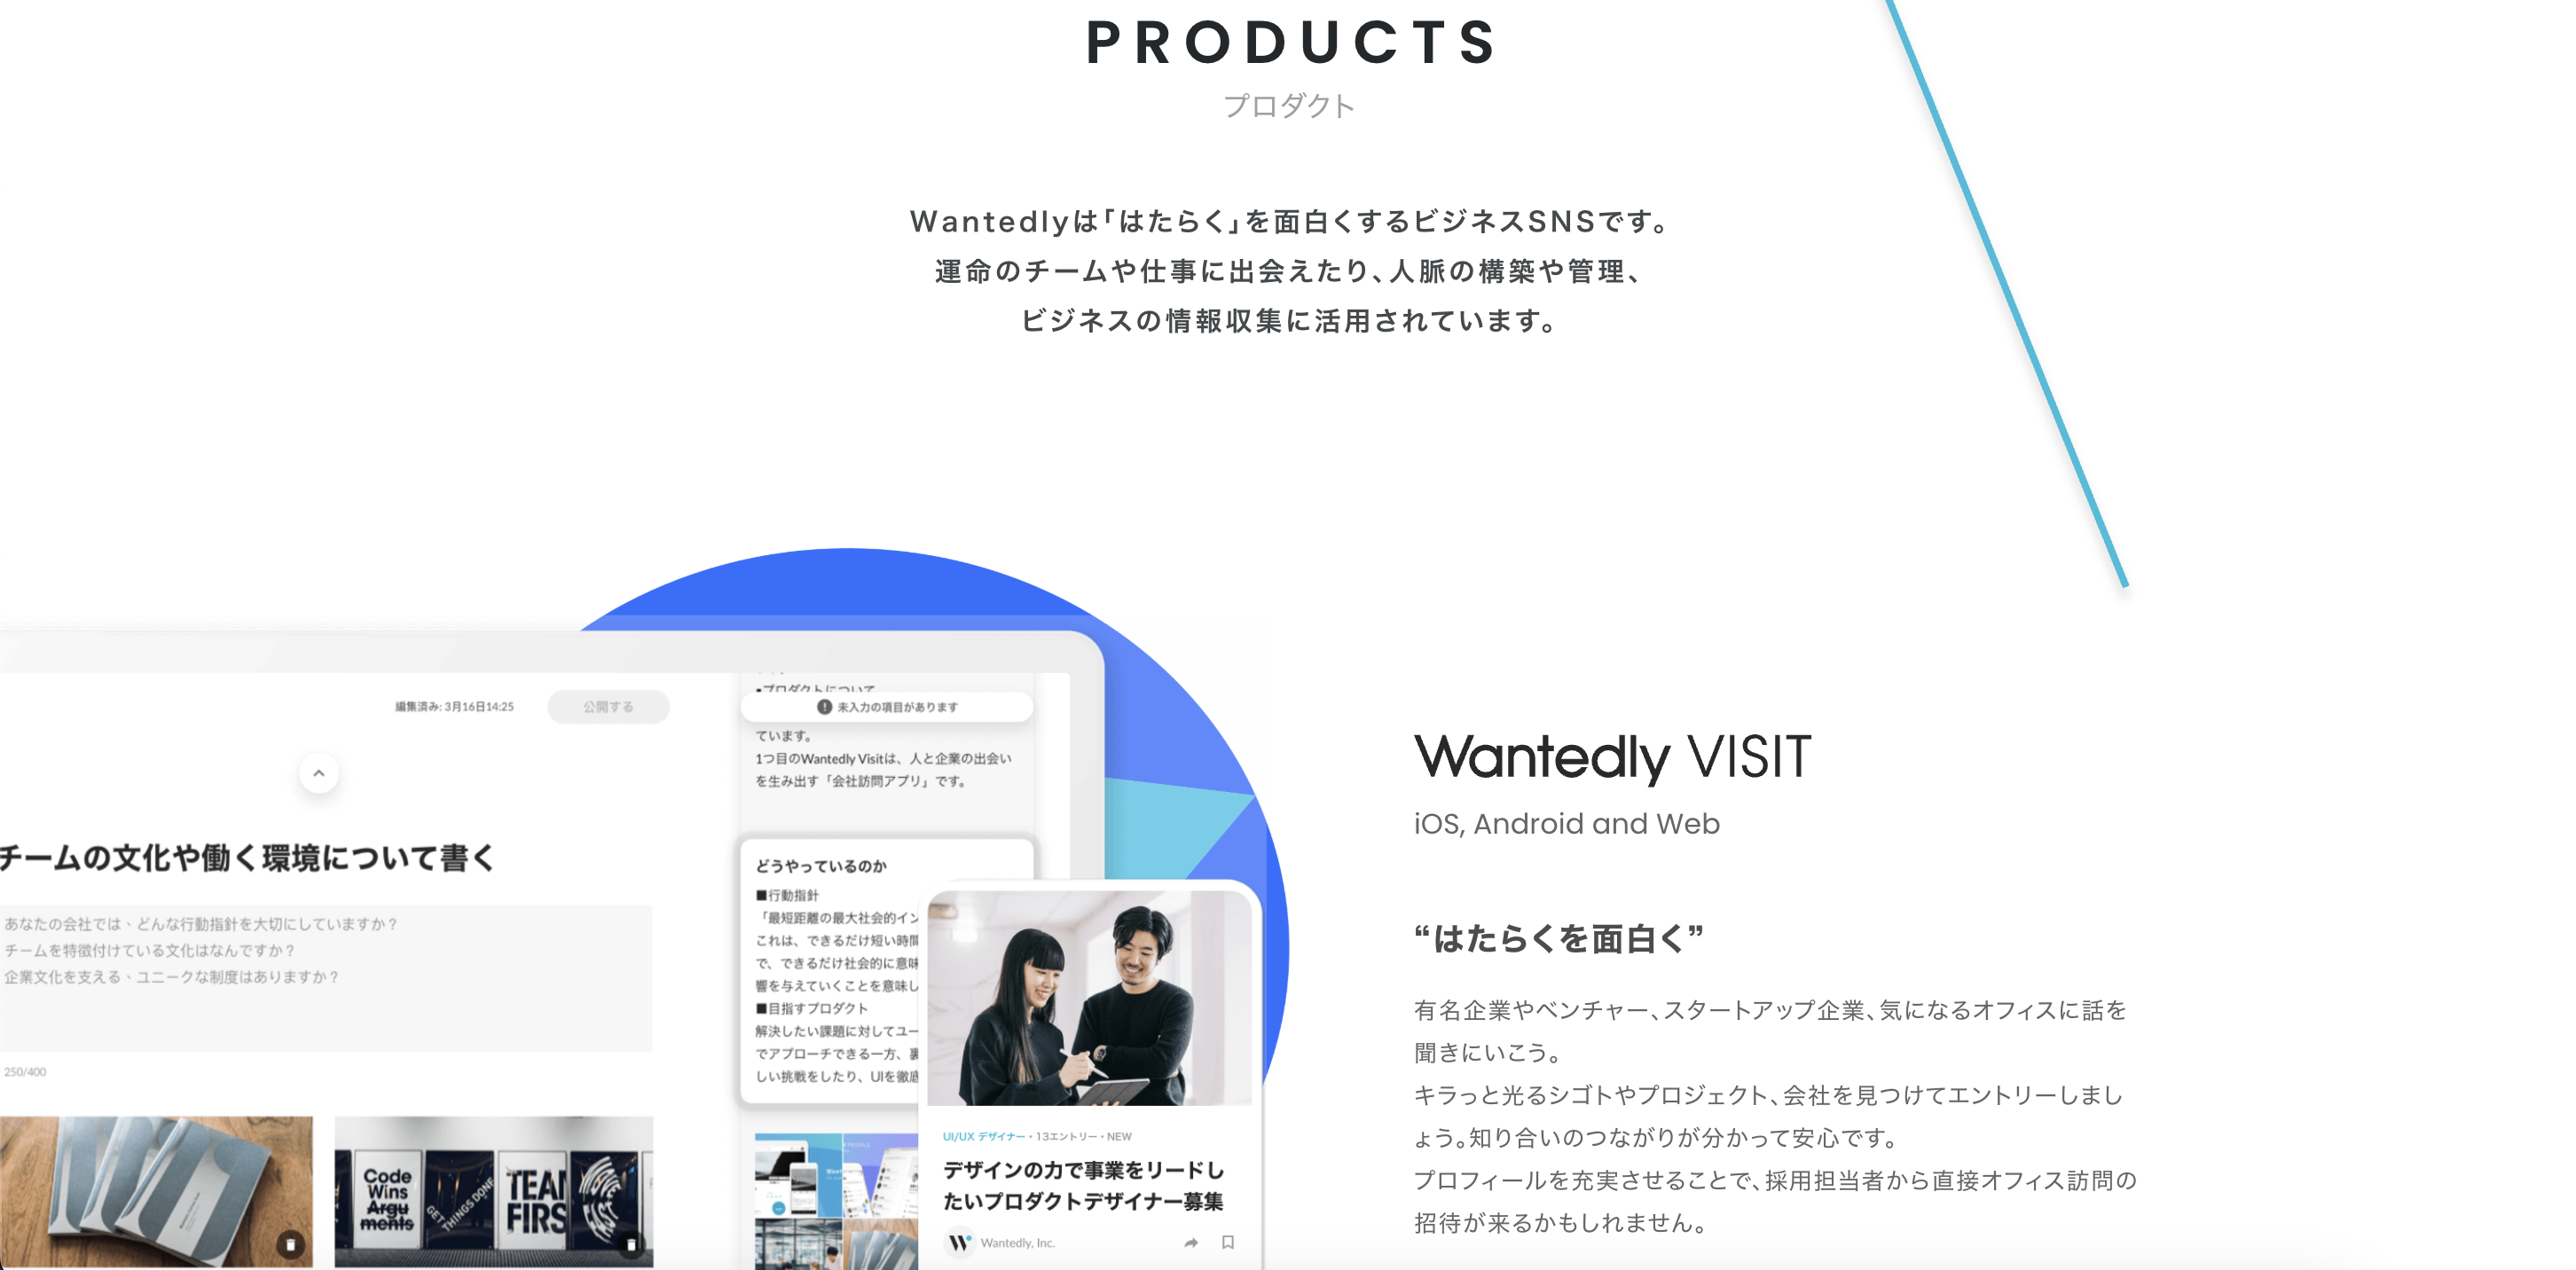 PRODUCTS
プロダクト
Wantedlyは「はたらく」を面白くするビジネスSNSです。
運命のチームや仕事に出会えたり、人脈の構築や管理、
ビジネスの情報収集に活用されています。
編集済み: 3月16日14:25
公開する
チームの文化や働く環境について書く
あなたの会社では、どんな行動指針を大切にしていますか?
チームを特徴付けている文化はなんですか?
企業文化を支える、ユニークな制度はありますか?
250/400
Code
Wins
Argu
ments
GET THINGS DONE
TEAM
FIRS
▪プロダクトについて
未入力の項目があります
ています。
1つ目のWantedly Visitは、人と企業の出会い
を生み出す「会社訪問アプリ」です。
どうやっているのか
■行動指針
「最短距離の最大社会的イン
これは、できるだけ短い時間
で、できるだけ社会的に意味
響を与えていくことを意味し
■目指すプロダクト
解決したい課題に対してユー
でアプローチできる一方、裏
しい挑戦をしたり、UIを徹底
UI/UX デザイナー・13エントリー・NEW
デザインの力で事業をリードし
たいプロダクトデザイナー募集
Wantedly, Inc.
Wantedly VISIT
iOS, Android and Web
“はたらくを面白く”
有名企業やベンチャー、スタートアップ企業、気になるオフィスに話を
聞きにいこう。
キラっと光るシゴトやプロジェクト、会社を見つけてエントリーしまし
ょう。知り合いのつながりが分かって安心です。
プロフィールを充実させることで、採用担当者から直接オフィス訪問の
招待が来るかもしれません。